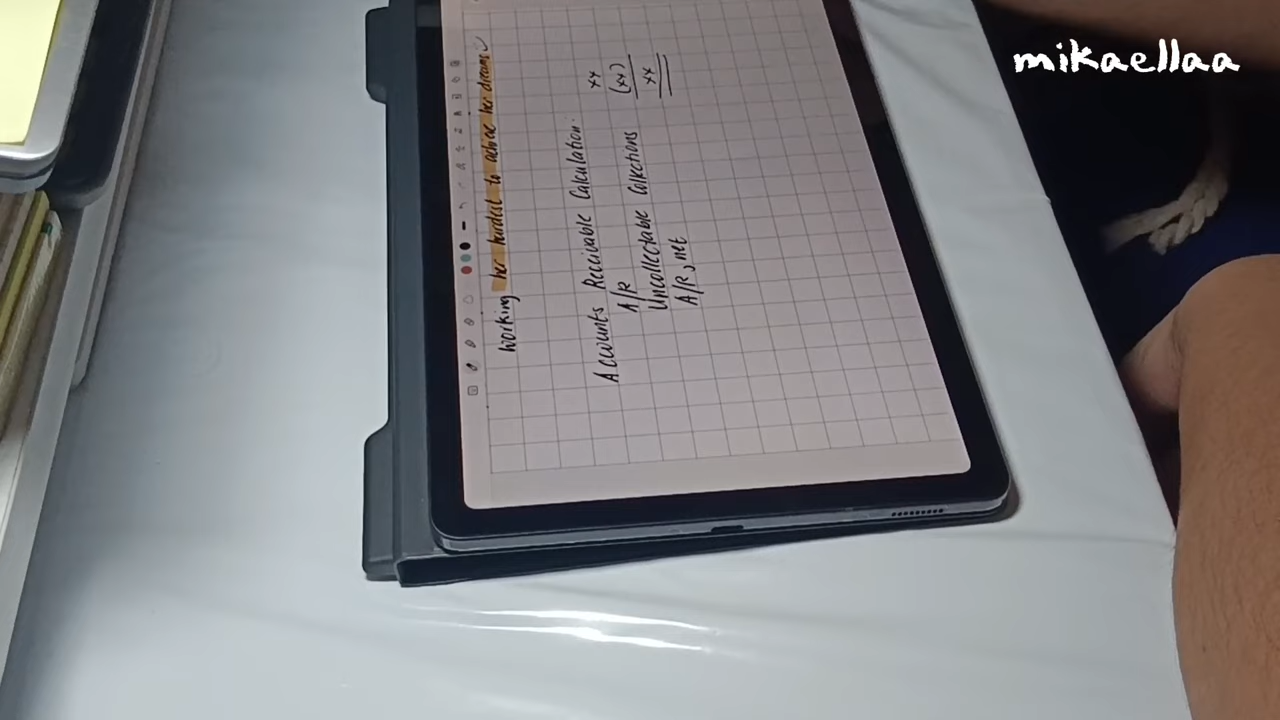 mikaellaa
working her hardest to achieve her dreams
Accounts Receivable Calculation.
A/R xx
Uncollectable Collections (xx)
A/R, net xx